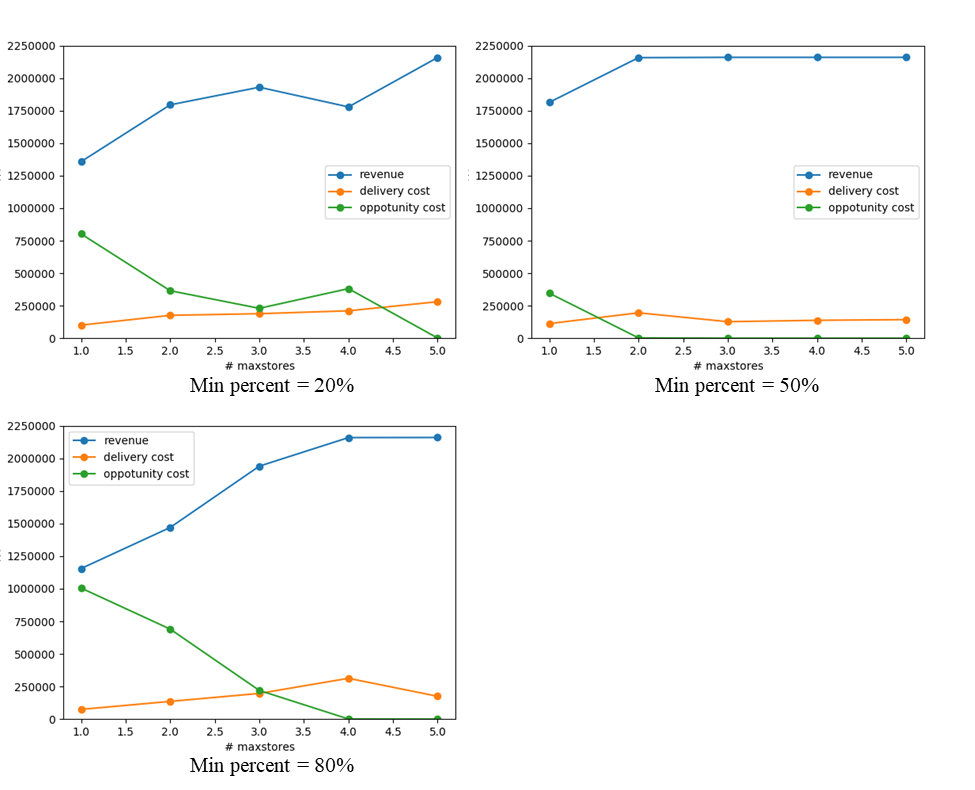 2250000
2000000
1750000
1500000
1250000
1000000
750000
500000
250000
0
1.0 1.5 2.0 2.5 3.0 3.5 4.0 4.5 5.0
# maxstores
revenue
delivery cost
oppotunity cost
Min percent = 20%
2250000
2000000
1750000
1500000
1250000
1000000
750000
500000
250000
0
1.0 1.5 2.0 2.5 3.0 3.5 4.0 4.5 5.0
# maxstores
revenue
delivery cost
oppotunity cost
Min percent = 50%
2250000
2000000
1750000
1500000
1250000
1000000
750000
500000
250000
0
1.0 1.5 2.0 2.5 3.0 3.5 4.0 4.5 5.0
# maxstores
revenue
delivery cost
oppotunity cost
Min percent = 80%